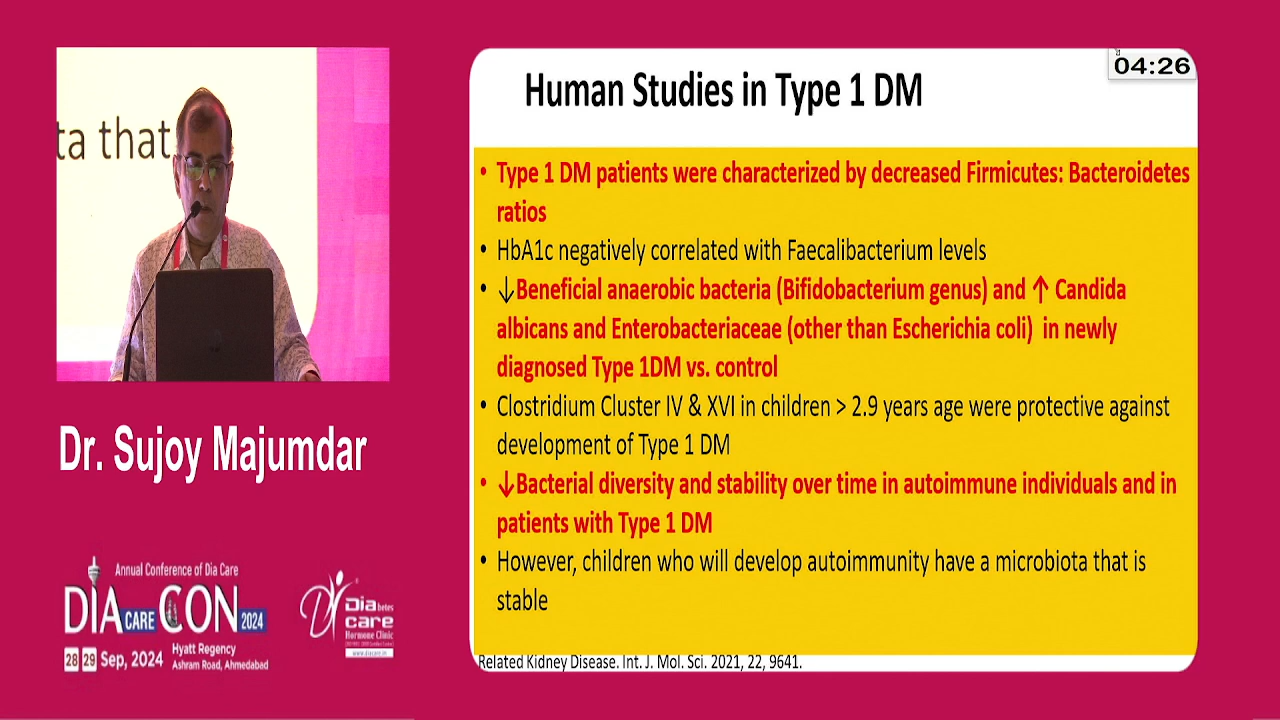 ta that
Dr. Sujoy Majumdar
Annual Conference of Dia Care
DIA CARE CON 2024
28 29 Sep, 2024
Hyatt Regency
Ashram Road, Ahmedabad
Diabetes
care
Hormone Clinic
www.diacare.in
04:26
Human Studies in Type 1 DM
• Type 1 DM patients were characterized by decreased Firmicutes: Bacteroidetes
ratios
• HbA1c negatively correlated with Faecalibacterium levels
• ↓Beneficial anaerobic bacteria (Bifidobacterium genus) and ↑ Candida
albicans and Enterobacteriaceae (other than Escherichia coli) in newly
diagnosed Type 1DM vs. control
• Clostridium Cluster IV & XVI in children > 2.9 years age were protective against
development of Type 1 DM
• ↓Bacterial diversity and stability over time in autoimmune individuals and in
patients with Type 1 DM
• However, children who will develop autoimmunity have a microbiota that is
stable
Related Kidney Disease. Int. J. Mol. Sci. 2021, 22, 9641.